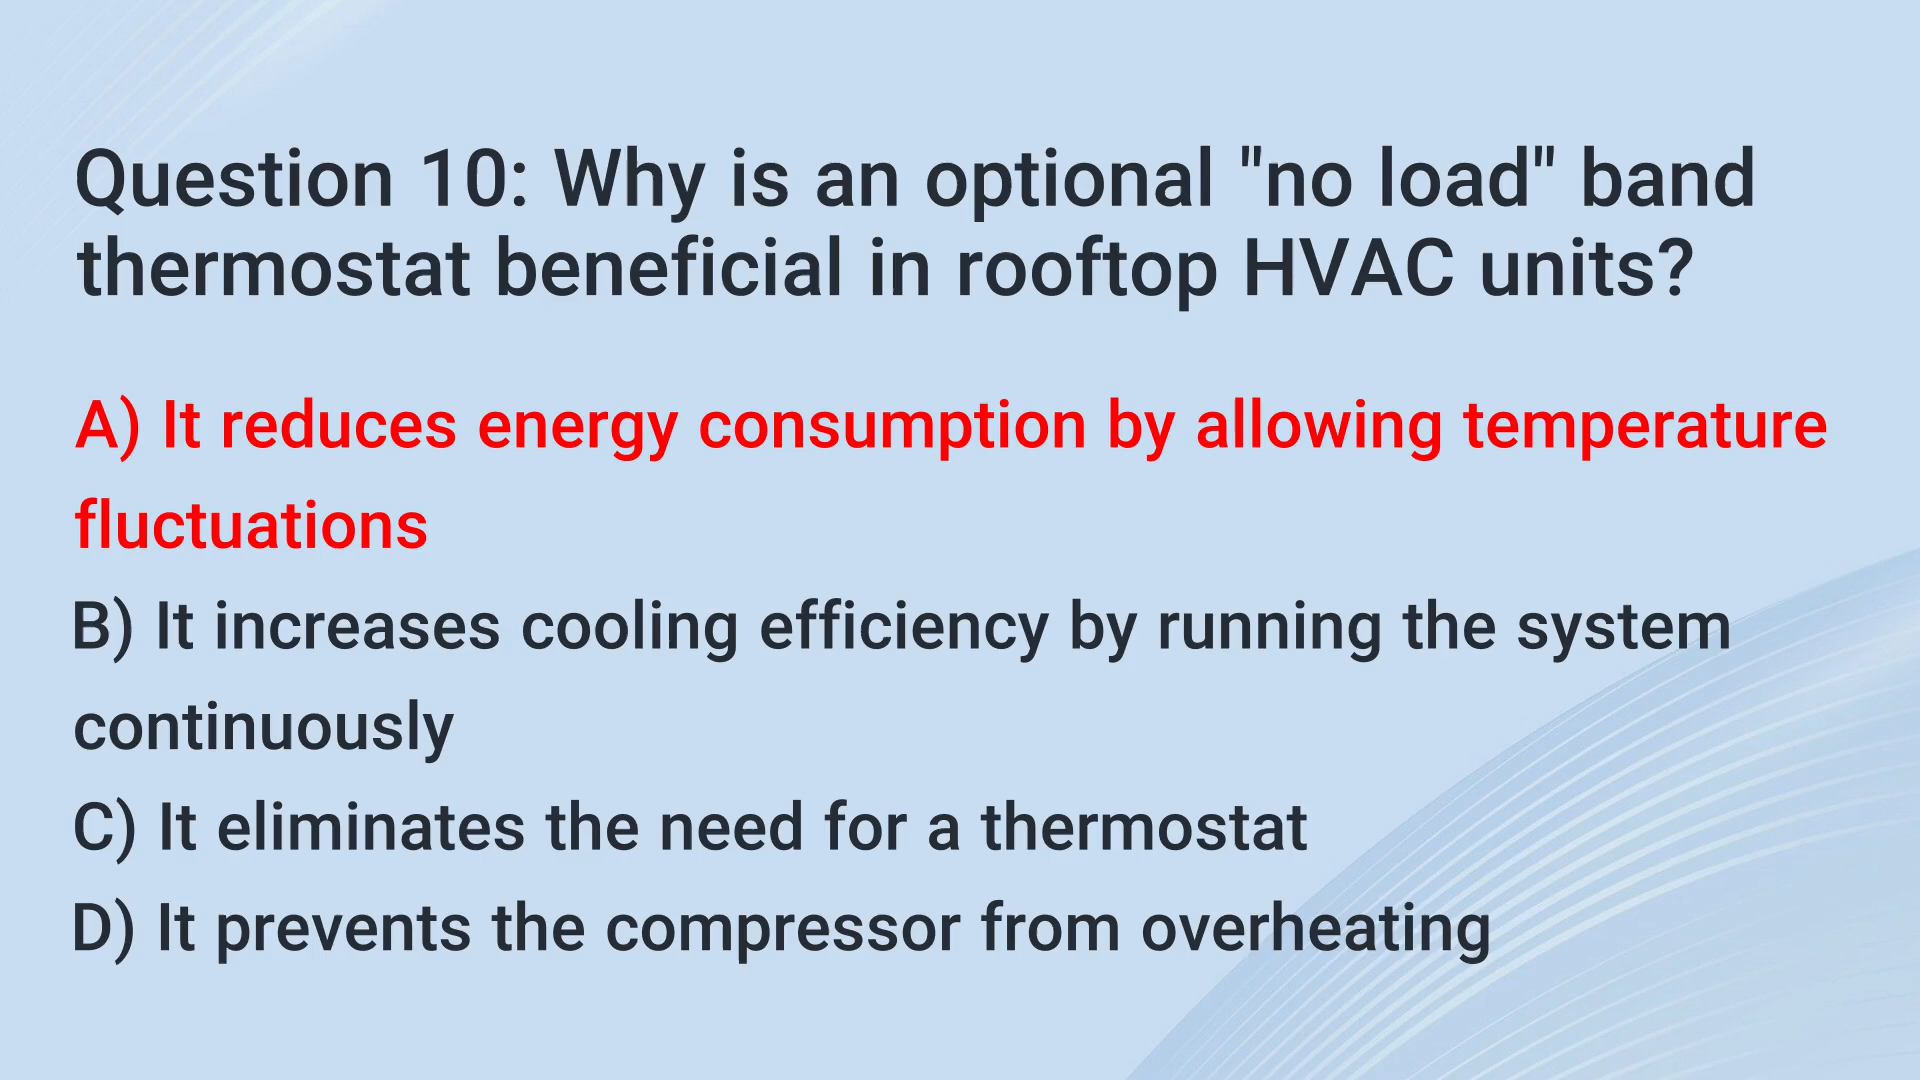 Question 10: Why is an optional "no load" band
thermostat beneficial in rooftop HVAC units?
A) It reduces energy consumption by allowing temperature
fluctuations
B) It increases cooling efficiency by running the system
continuously
C) It eliminates the need for a thermostat
D) It prevents the compressor from overheating